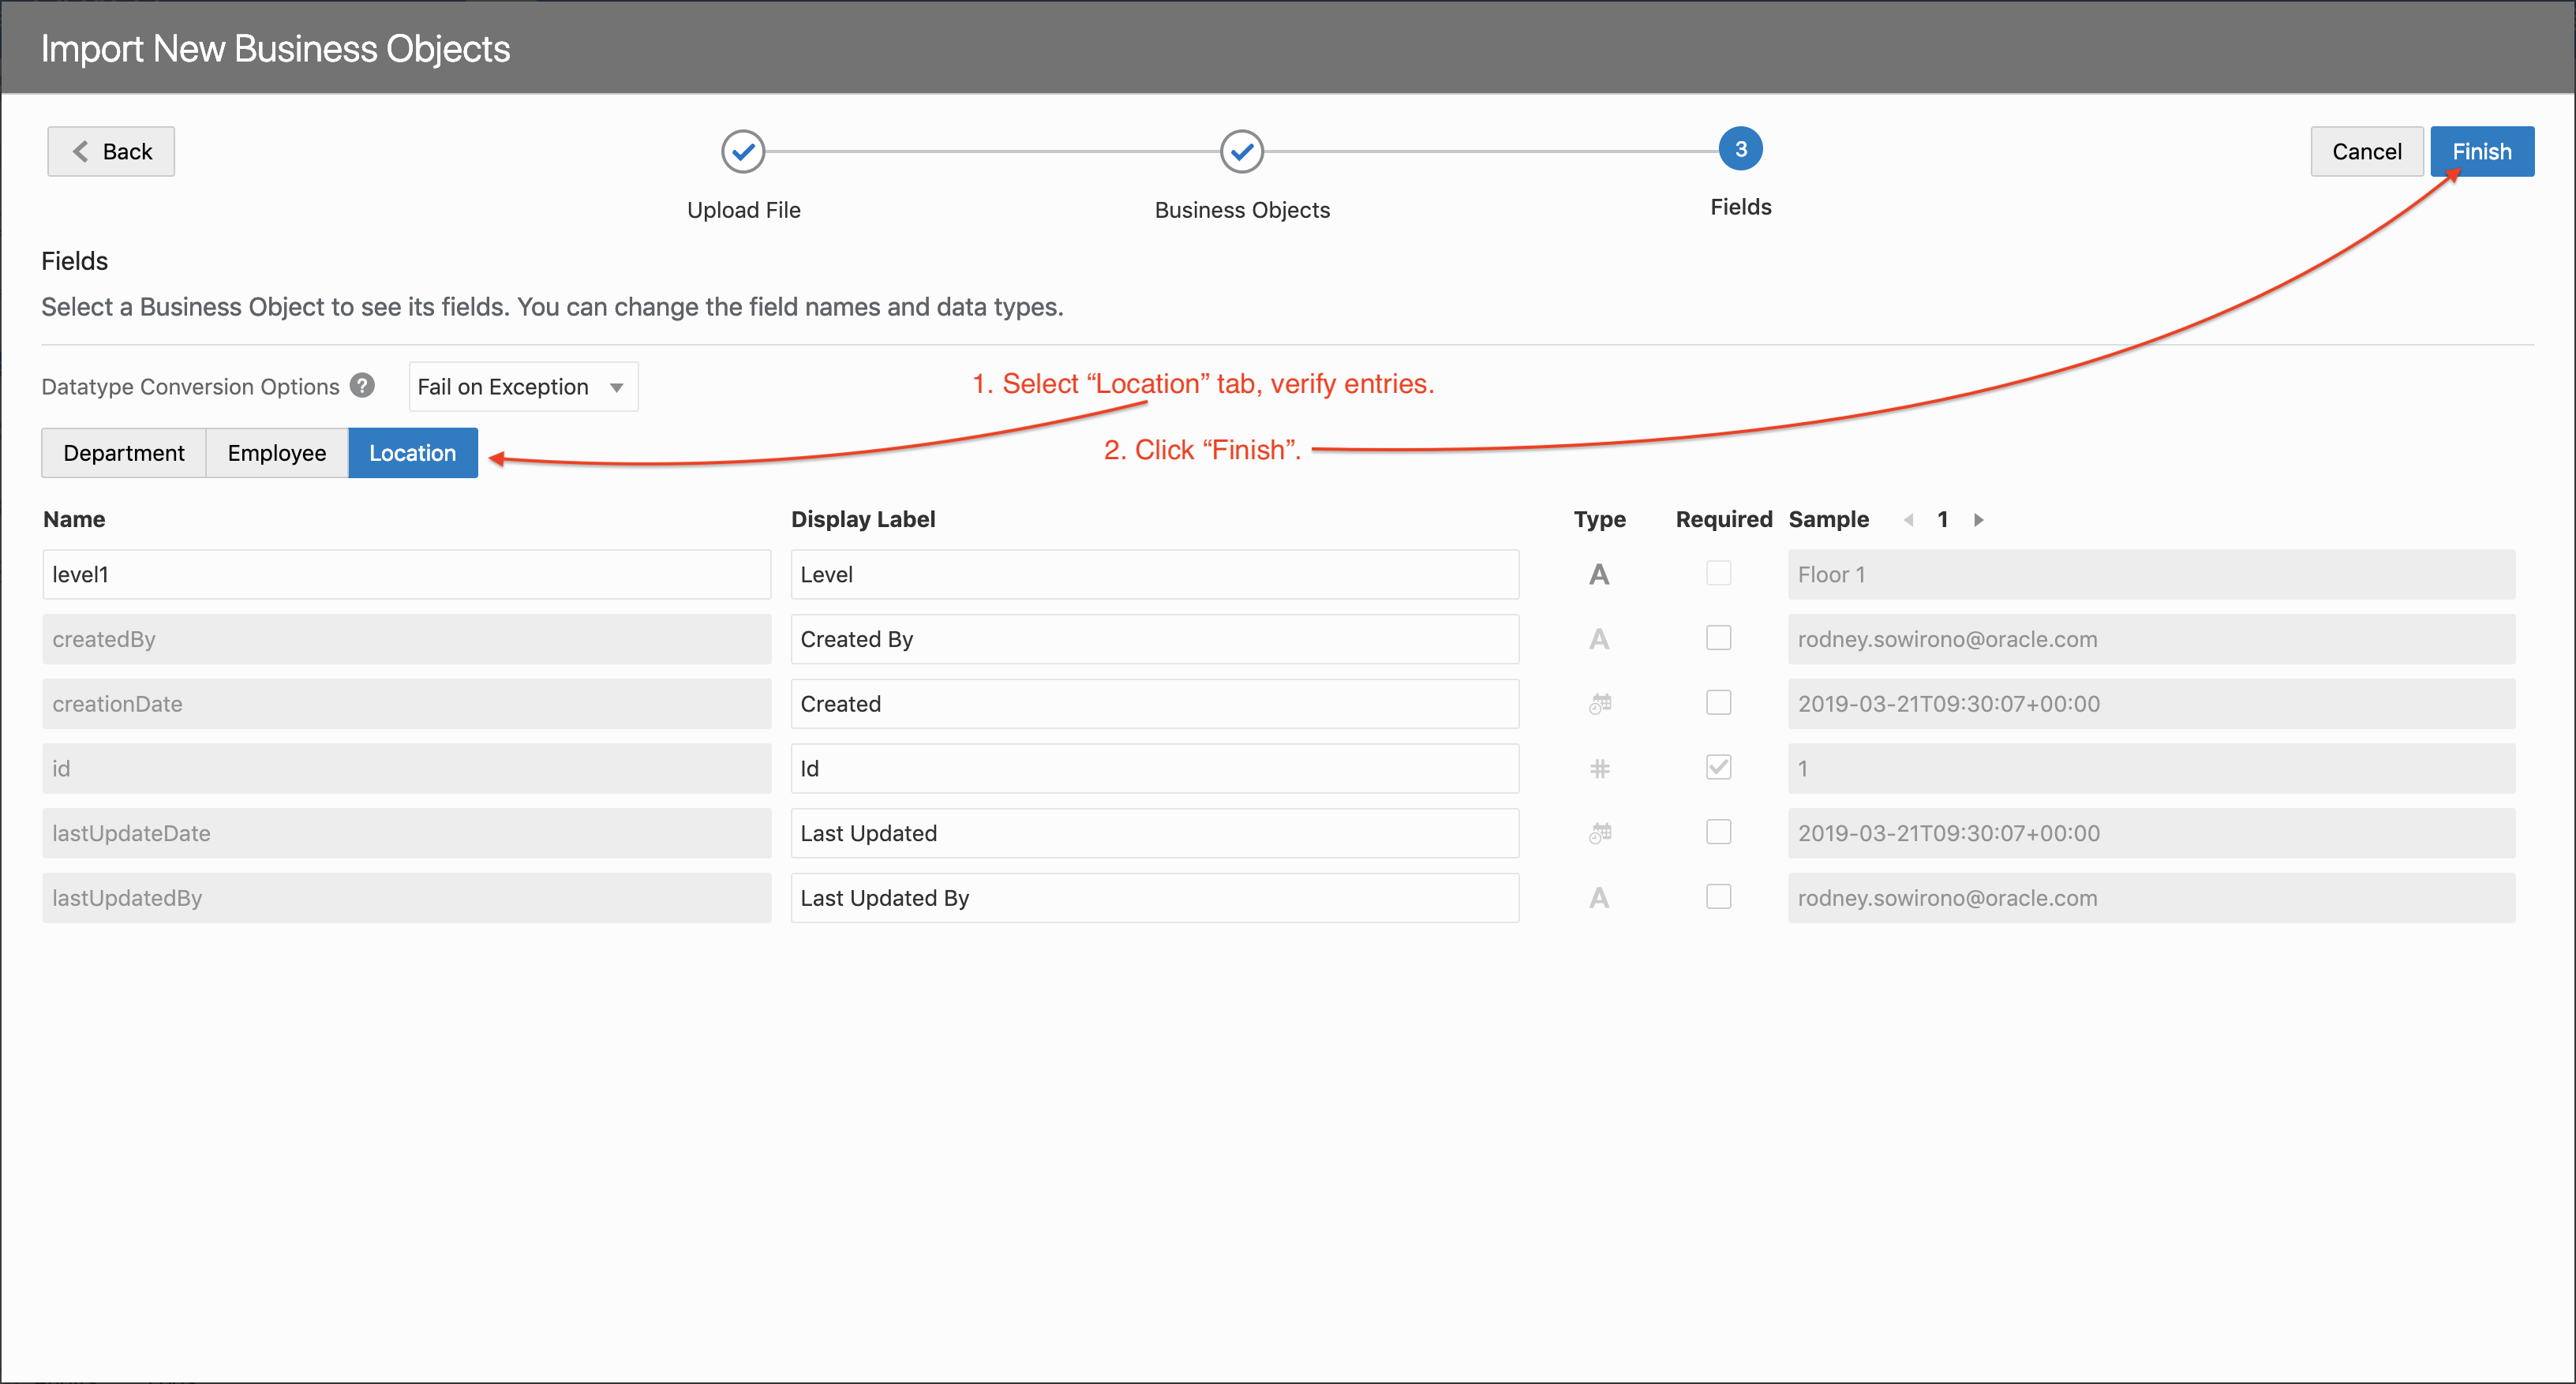 Import New Business Objects
Back
3
Cancel
Finish
Upload File
Business Objects
Fields
Fields
Select a Business Object to see its fields. You can change the field names and data types.
Datatype Conversion Options ?
Fail on Exception
1. Select “Location” tab, verify entries.
2. Click “Finish”.
Department
Employee
Location
Name Display Label Type Required Sample 1
level1 Level A Floor 1
createdBy Created By A rodney.sowirono@oracle.com
creationDate Created 2019-03-21T09:30:07+00:00
id Id # 1
lastUpdateDate Last Updated 2019-03-21T09:30:07+00:00
lastUpdatedBy Last Updated By A rodney.sowirono@oracle.com